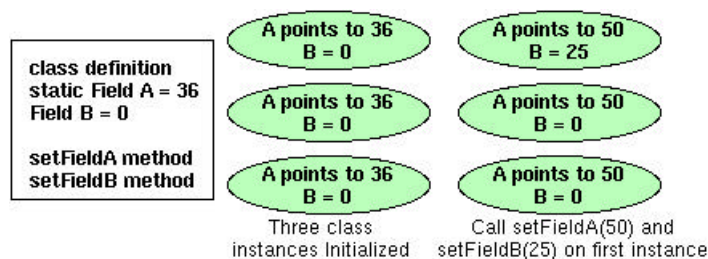 class definition
static Field A = 36
Field B = 0
setFieldA method
setFieldB method
A points to 36
B = 0
A points to 36
B = 0
A points to 36
B = 0
Three class
instances Initialized
A points to 50
B = 25
A points to 50
B = 0
A points to 50
B = 0
Call setFieldA(50) and
setFieldB(25) on first instance